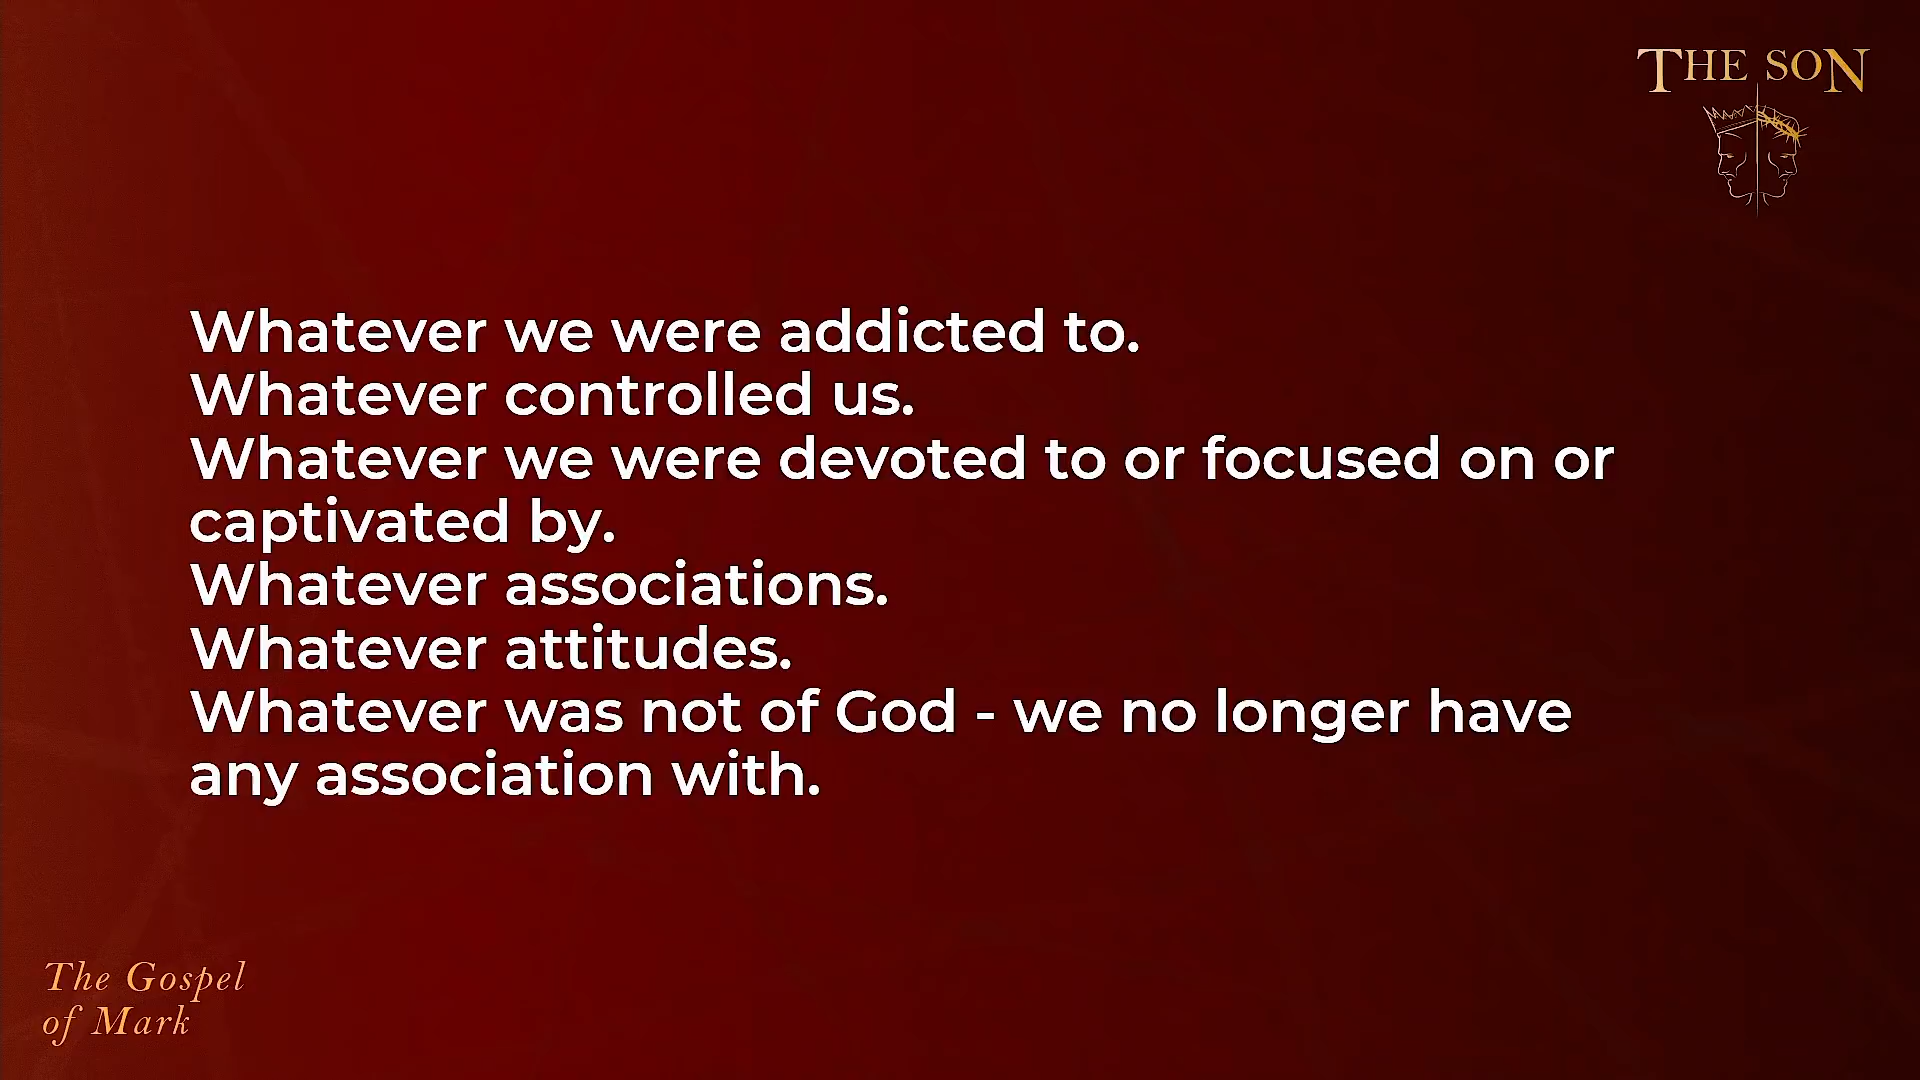 THE SON
Whatever we were addicted to.
Whatever controlled us.
Whatever we were devoted to or focused on or
captivated by.
Whatever associations.
Whatever attitudes.
Whatever was not of God - we no longer have
any association with.
The Gospel
of Mark